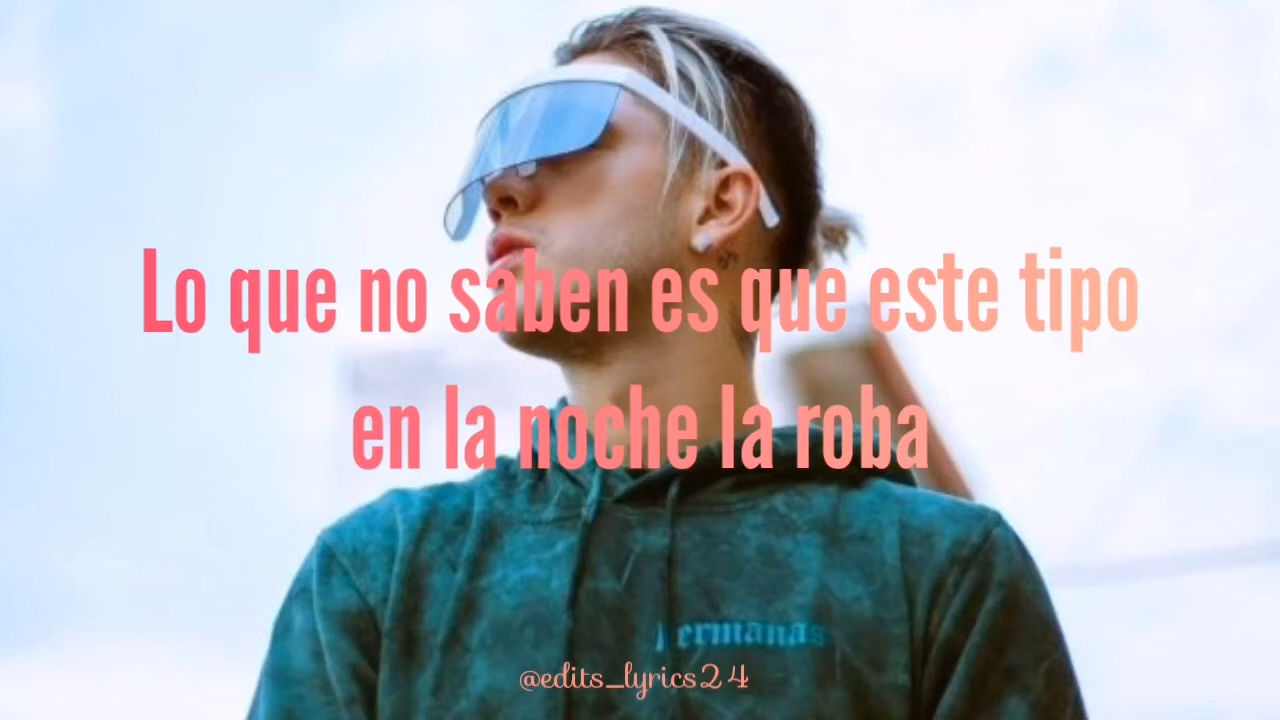 Lo que no saben es que este tipo
en la noche la roba
ermanas
@edits_lyrics24